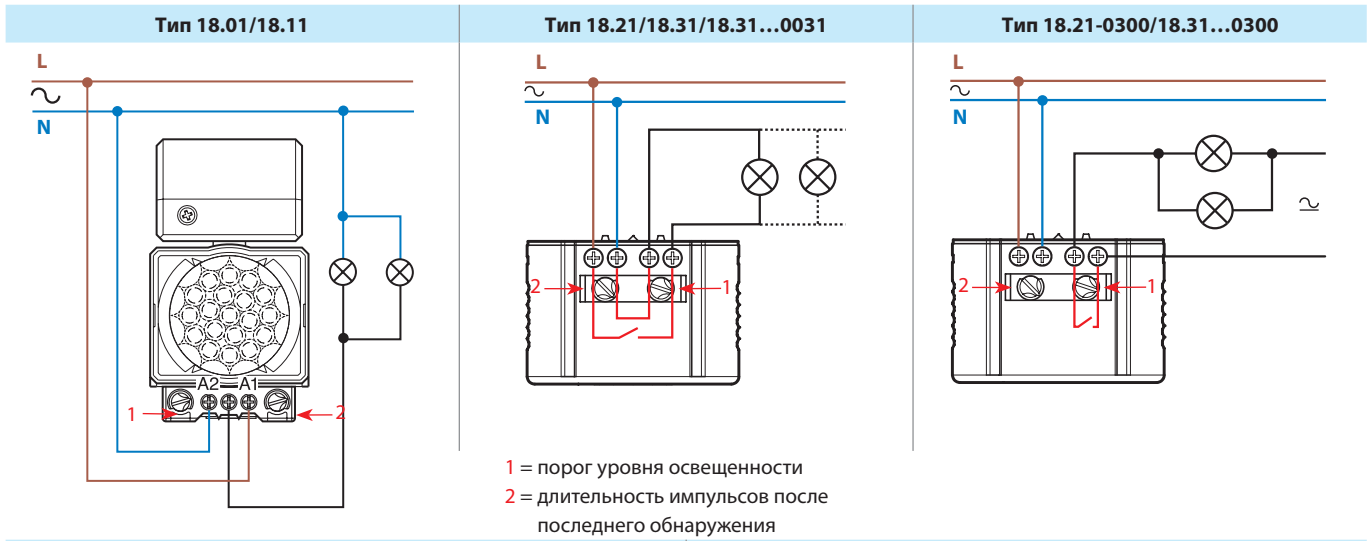 Тип 18.01/18.11
Тип 18.21/18.31/18.31...0031
Тип 18.21-0300/18.31...0300
L
N
A2
A1
1
2
L
N
2
1
L
N
2
1
1 = порог уровня освещенности
2 = длительность импульсов после
последнего обнаружения